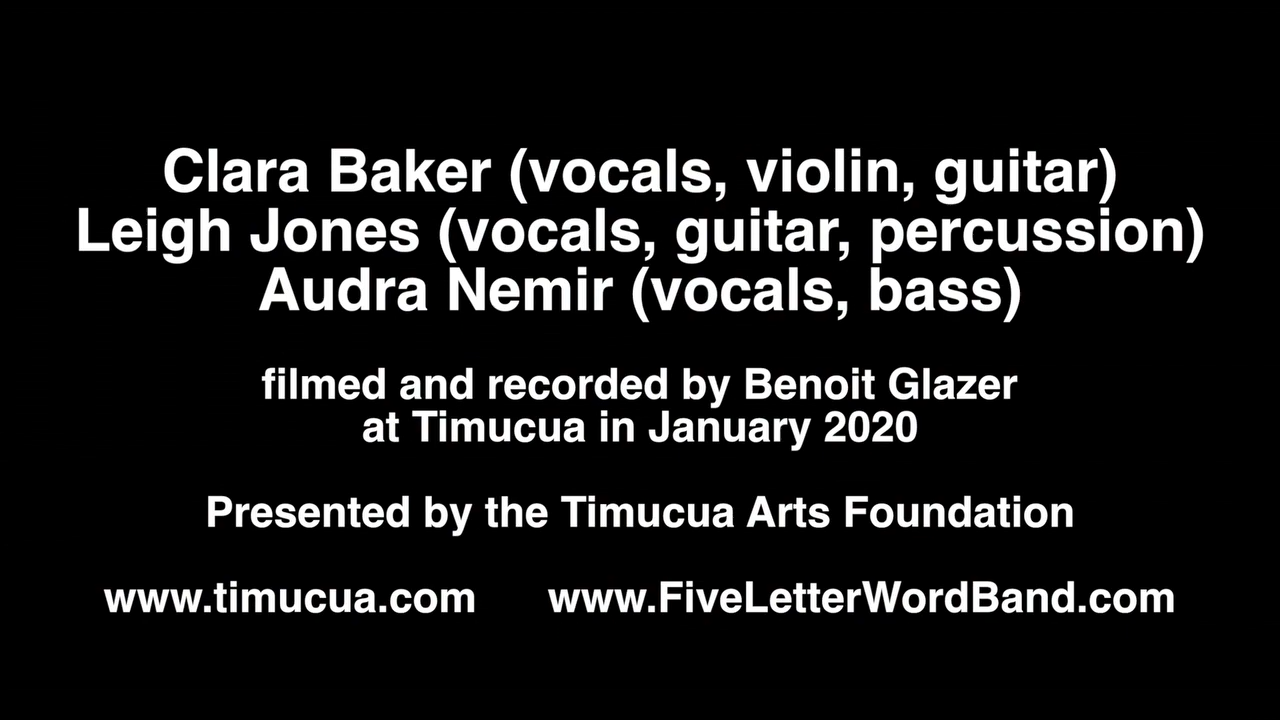 Clara Baker (vocals, violin, guitar)
Leigh Jones (vocals, guitar, percussion)
Audra Nemir (vocals, bass)
filmed and recorded by Benoit Glazer
at Timucua in January 2020
Presented by the Timucua Arts Foundation
www.timucua.com www.FiveLetterWordBand.com